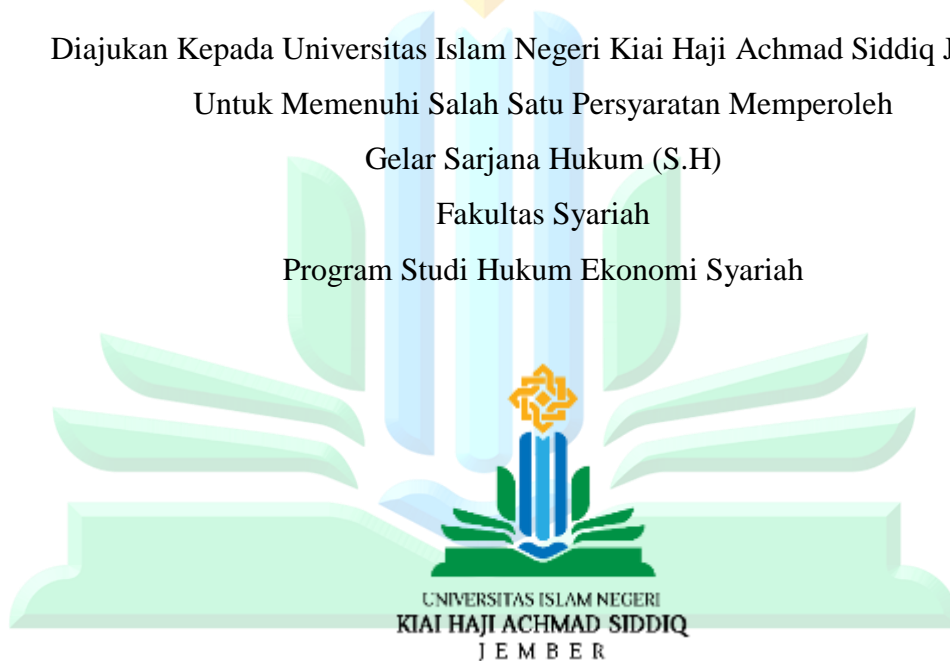 Diajukan Kepada Universitas Islam Negeri Kiai Haji Achmad Siddiq J
Untuk Memenuhi Salah Satu Persyaratan Memperoleh
Gelar Sarjana Hukum (S.H)
Fakultas Syariah
Program Studi Hukum Ekonomi Syariah
UNIVERSITAS ISLAM NEGERI
KIAI HAJI ACHMAD SIDDIQ
JEMBER